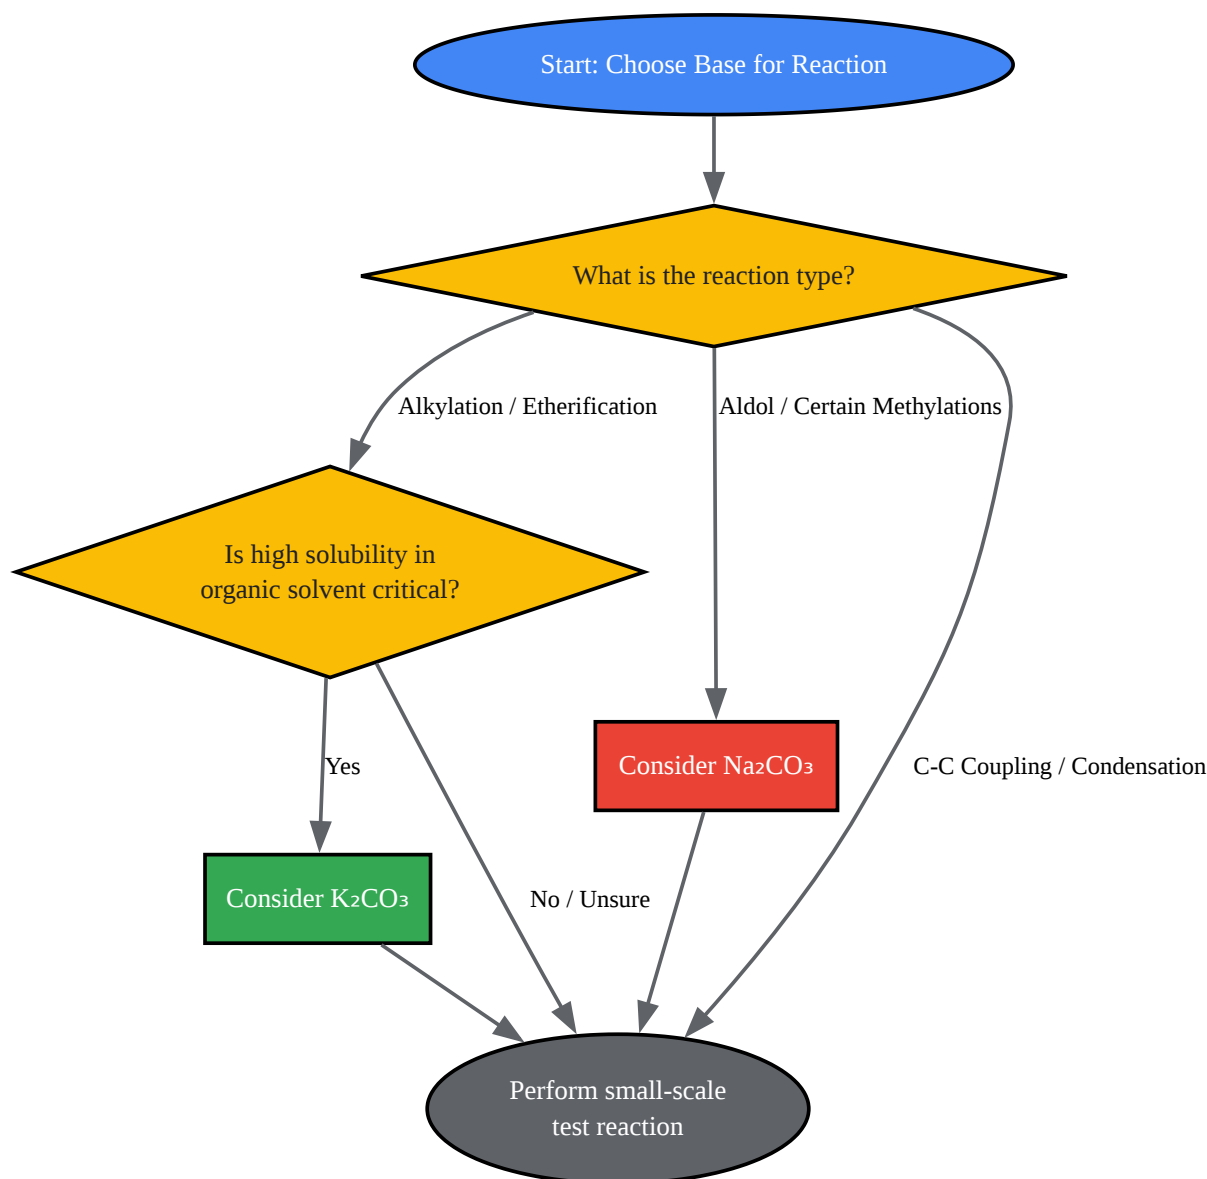 Start: Choose Base for Reaction
What is the reaction type?
Alkylation / Etherification
Aldol / Certain Methylations
Is high solubility in
organic solvent critical?
Consider Na₂CO₃
C-C Coupling / Condensation
Yes
Consider K₂CO₃
No / Unsure
Perform small-scale
test reaction